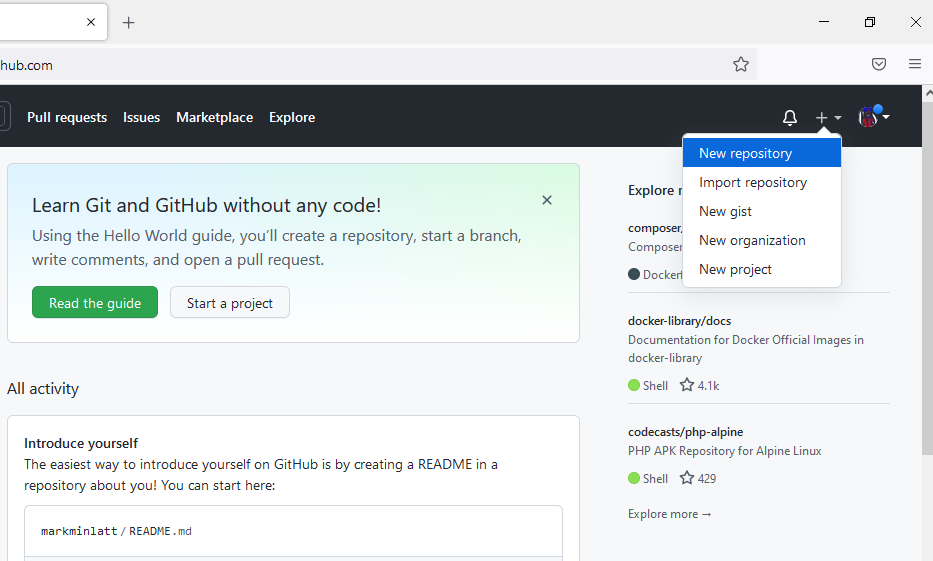 hub.com
Pull requests Issues Marketplace Explore
New repository
Import repository
New gist
New organization
New project
Learn Git and GitHub without any code!
Using the Hello World guide, you’ll create a repository, start a branch,
write comments, and open a pull request.
Read the guide Start a project
All activity
Introduce yourself
The easiest way to introduce yourself on GitHub is by creating a README in a
repository about you! You can start here:
markminlatt / README.md
Explore
composer/
Composer
docker-library/docs
Documentation for Docker Official Images in
docker-library
Shell 4.1k
codecasts/php-alpine
PHP APK Repository for Alpine Linux
Shell 429
Explore more →